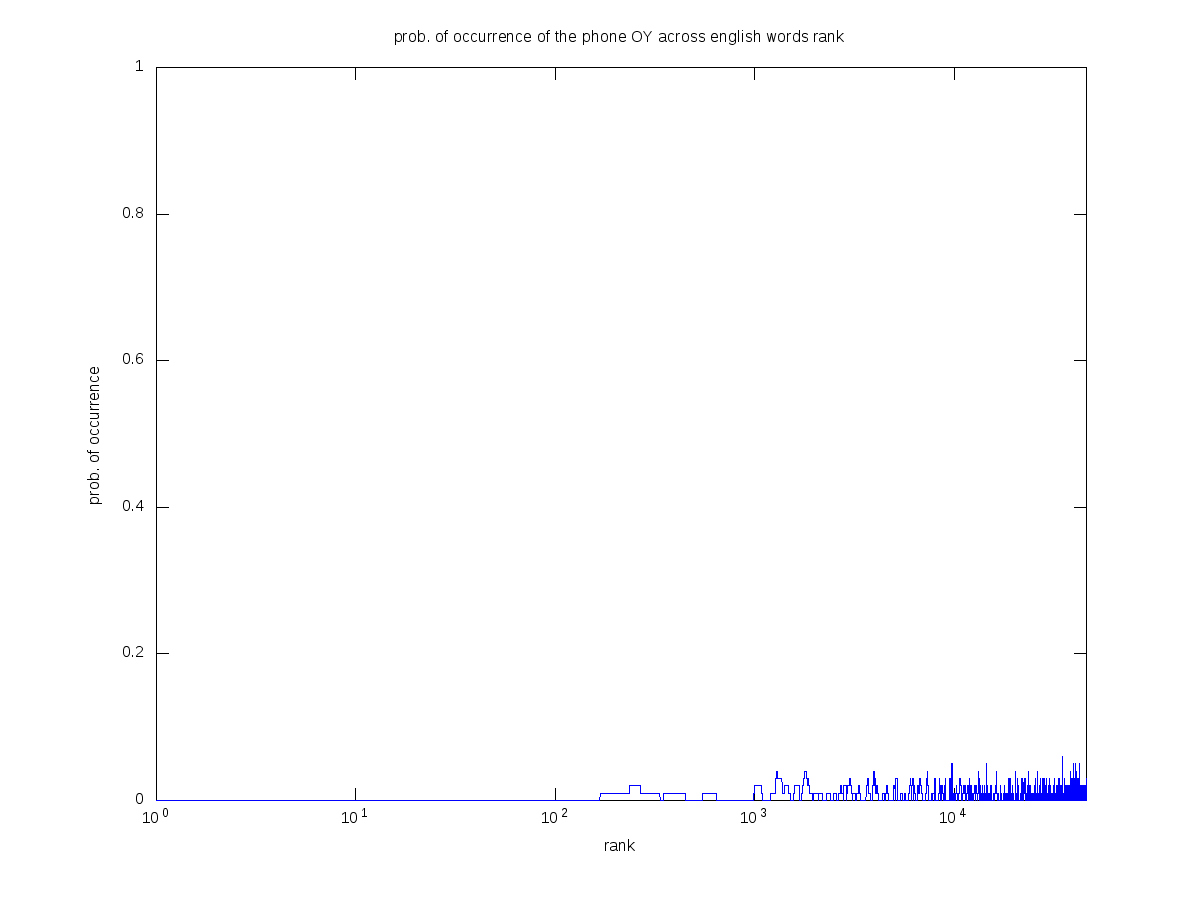 prob. of occurrence of the phone OY across english words rank
1
0.8
0.6
0.4
0.2
0
prob. of occurrence
10^0 10^1 10^2 10^3 10^4
rank